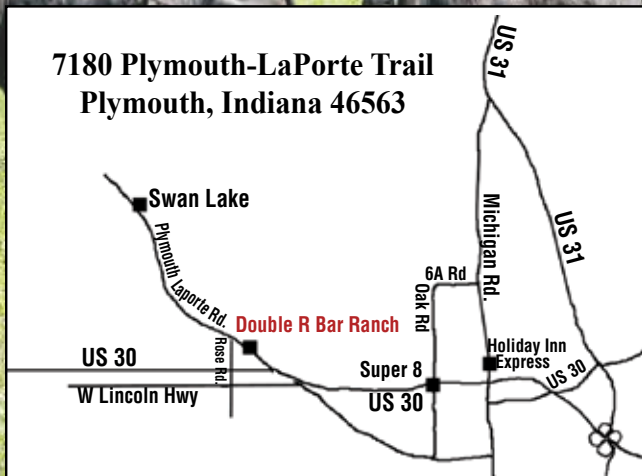 7180 Plymouth-LaPorte Trail
Plymouth, Indiana 46563
US 31
Swan Lake
Plymouth
Laporte Rd.
Michigan Rd.
US 31
6A Rd
Oak Rd
Double R Bar Ranch
Rose Rd.
Holiday Inn
Express
US 30
Super 8
US 30
US 30
W Lincoln Hwy